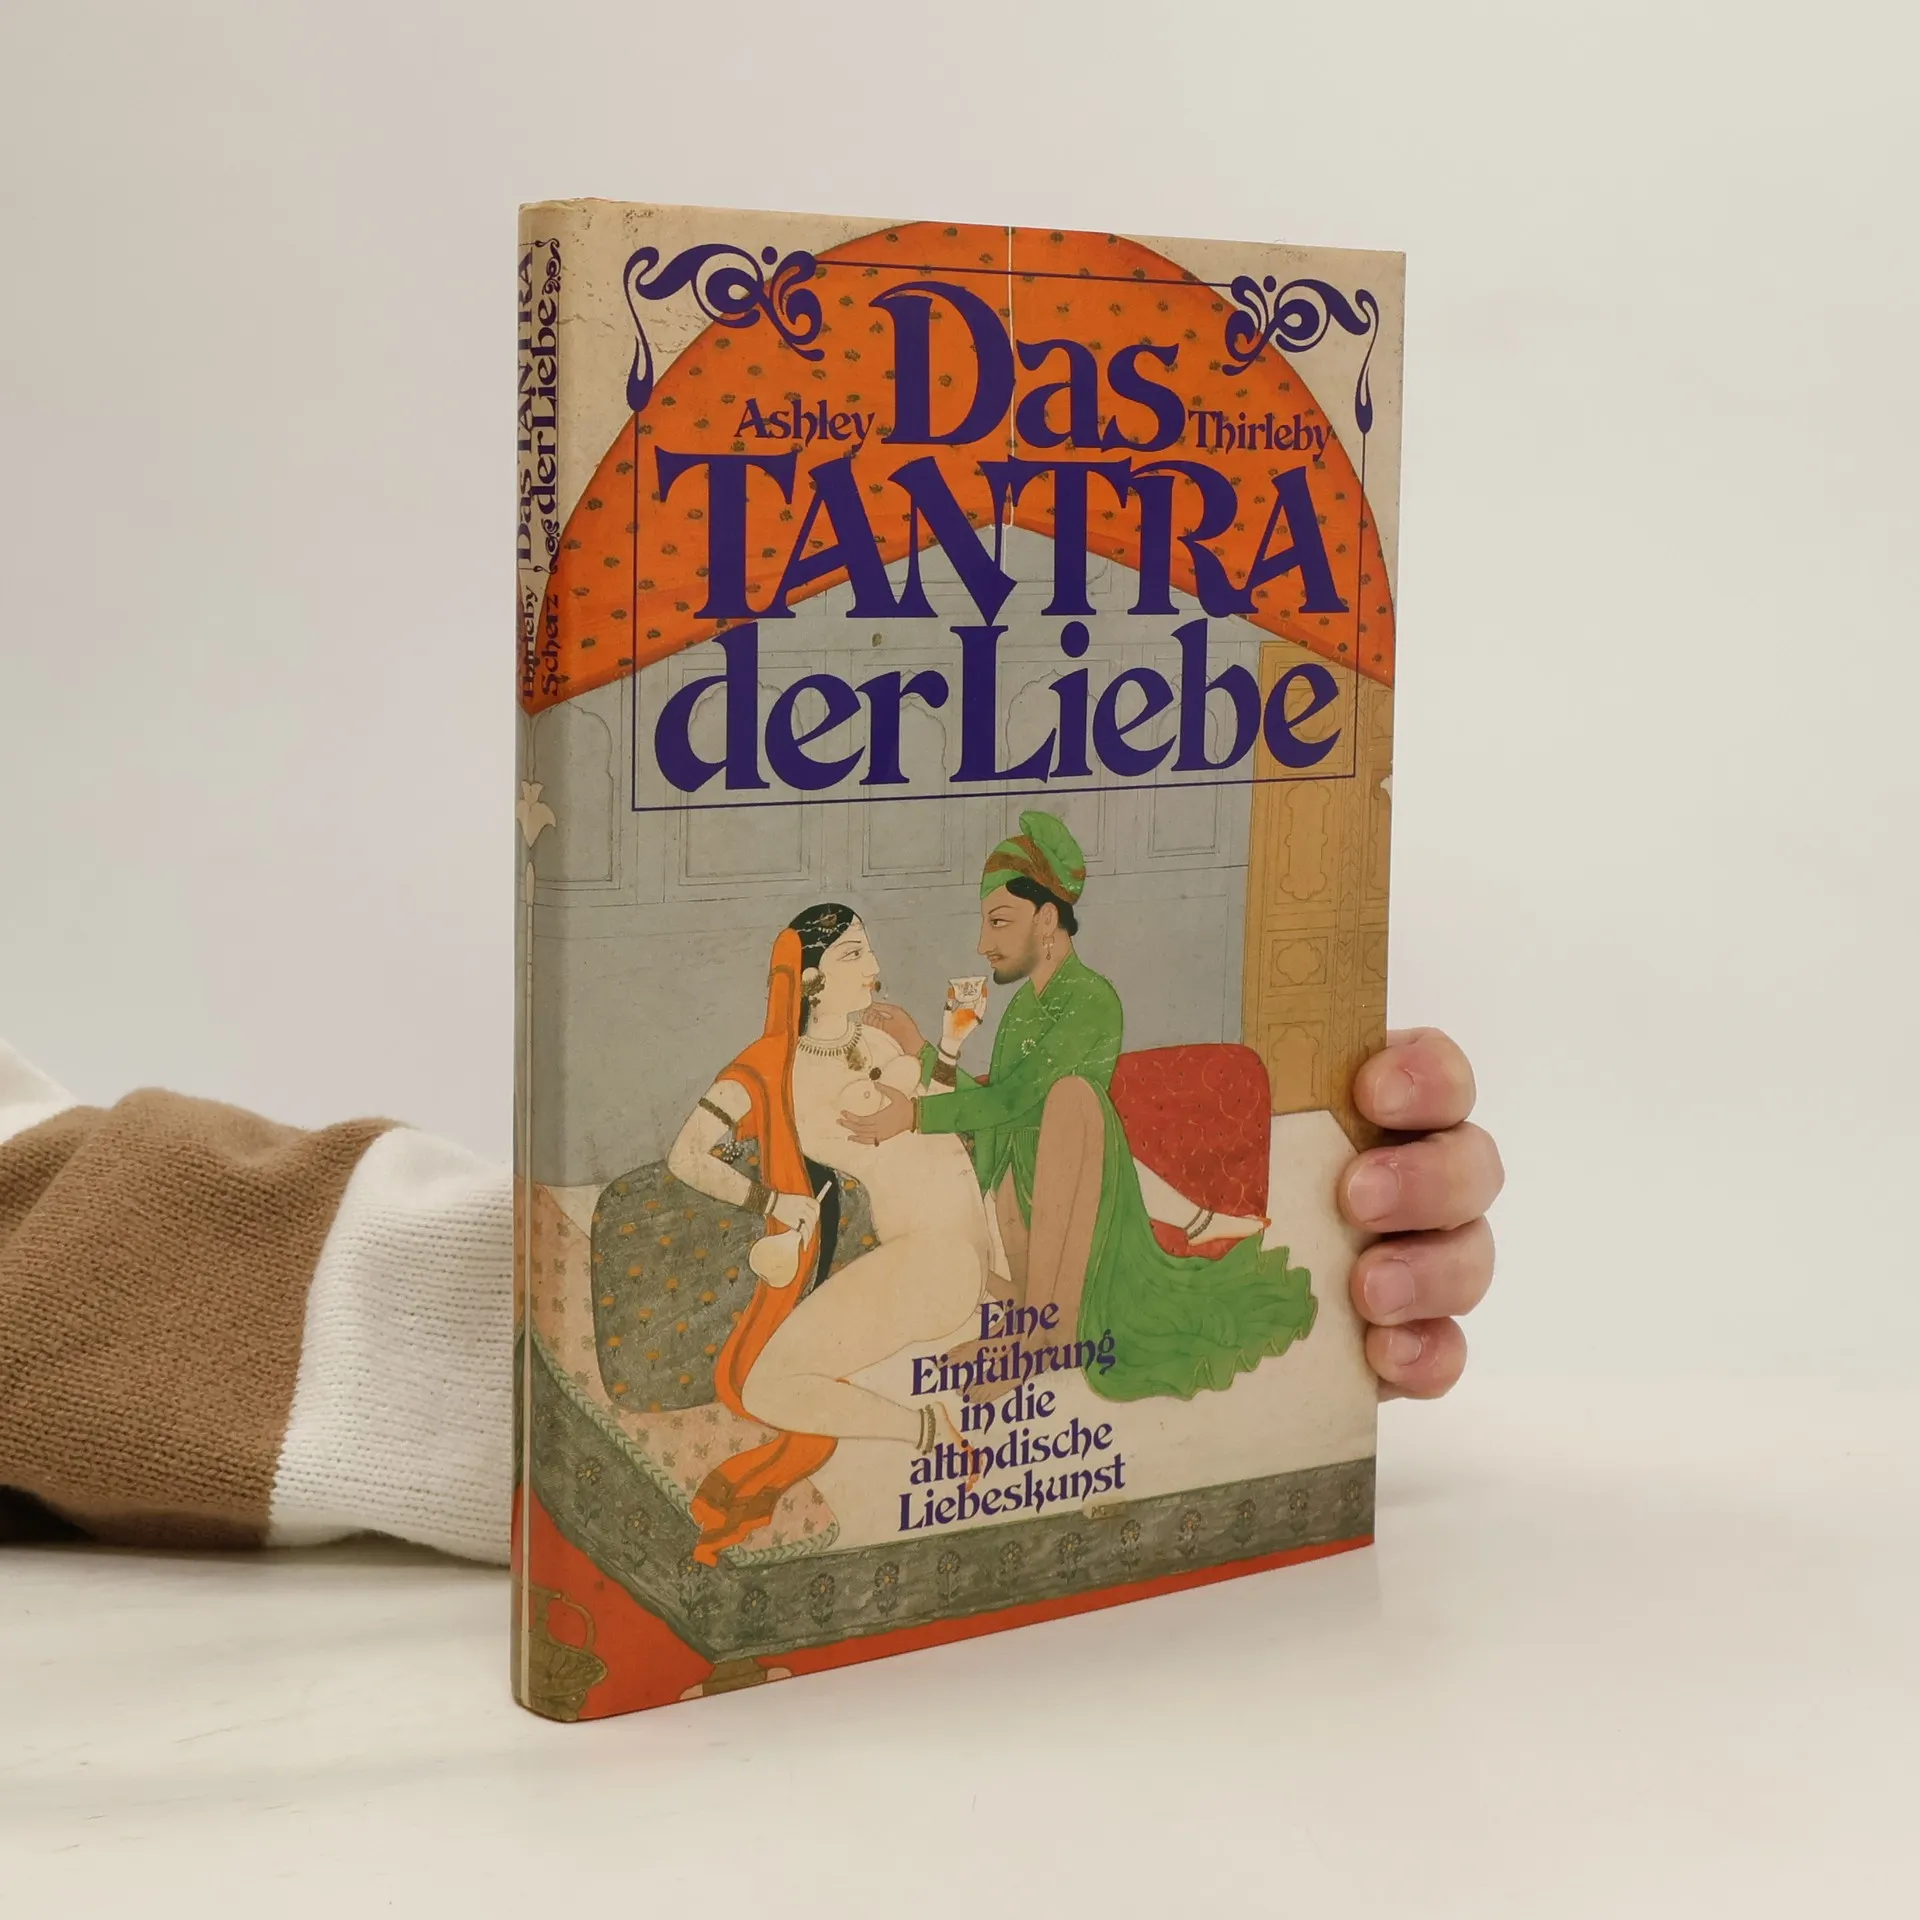 Das
Ashley Thirleby
TANTRA
der Liebe
Eine
Einführung
in die
altindische
Liebeskunst
Thirleby Das TANTRA
Scherz der Liebe